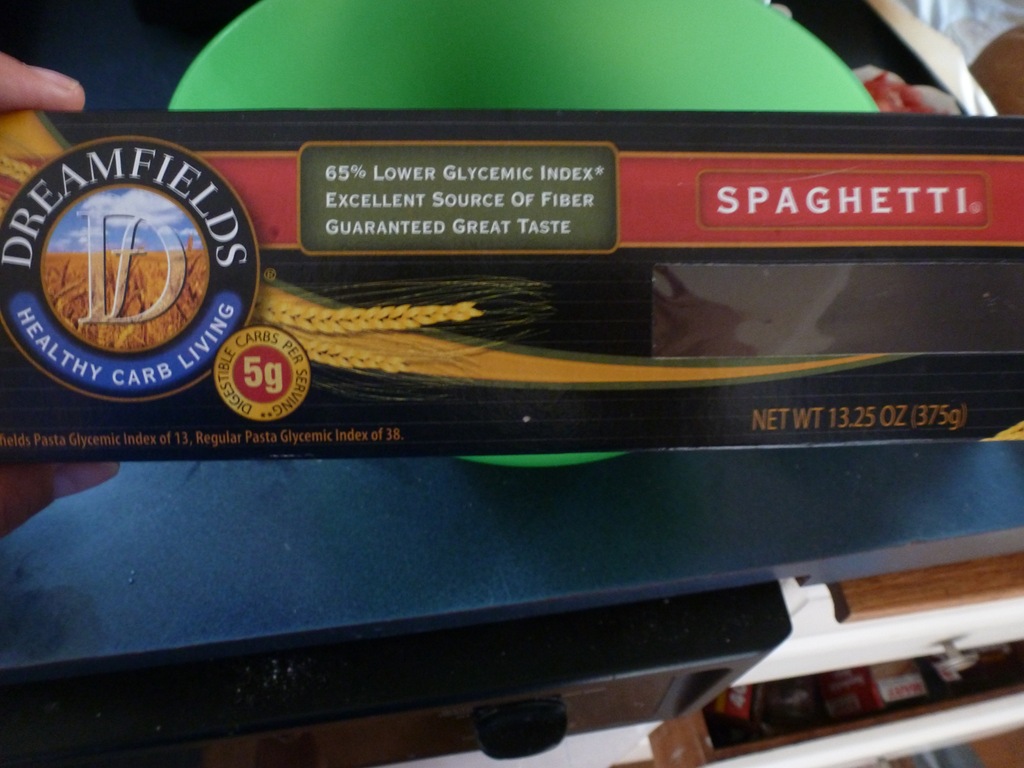 DREAMFIELDS
DF
HEALTHY CARB LIVING
®
65% LOWER GLYCEMIC INDEX*
EXCELLENT SOURCE OF FIBER
GUARANTEED GREAT TASTE
SPAGHETTI
DIGESTIBLE CARBS PER SERVING**
5g
NET WT 13.25 OZ (375g)
Pasta Glycemic Index of 13, Regular Pasta Glycemic Index of 38.